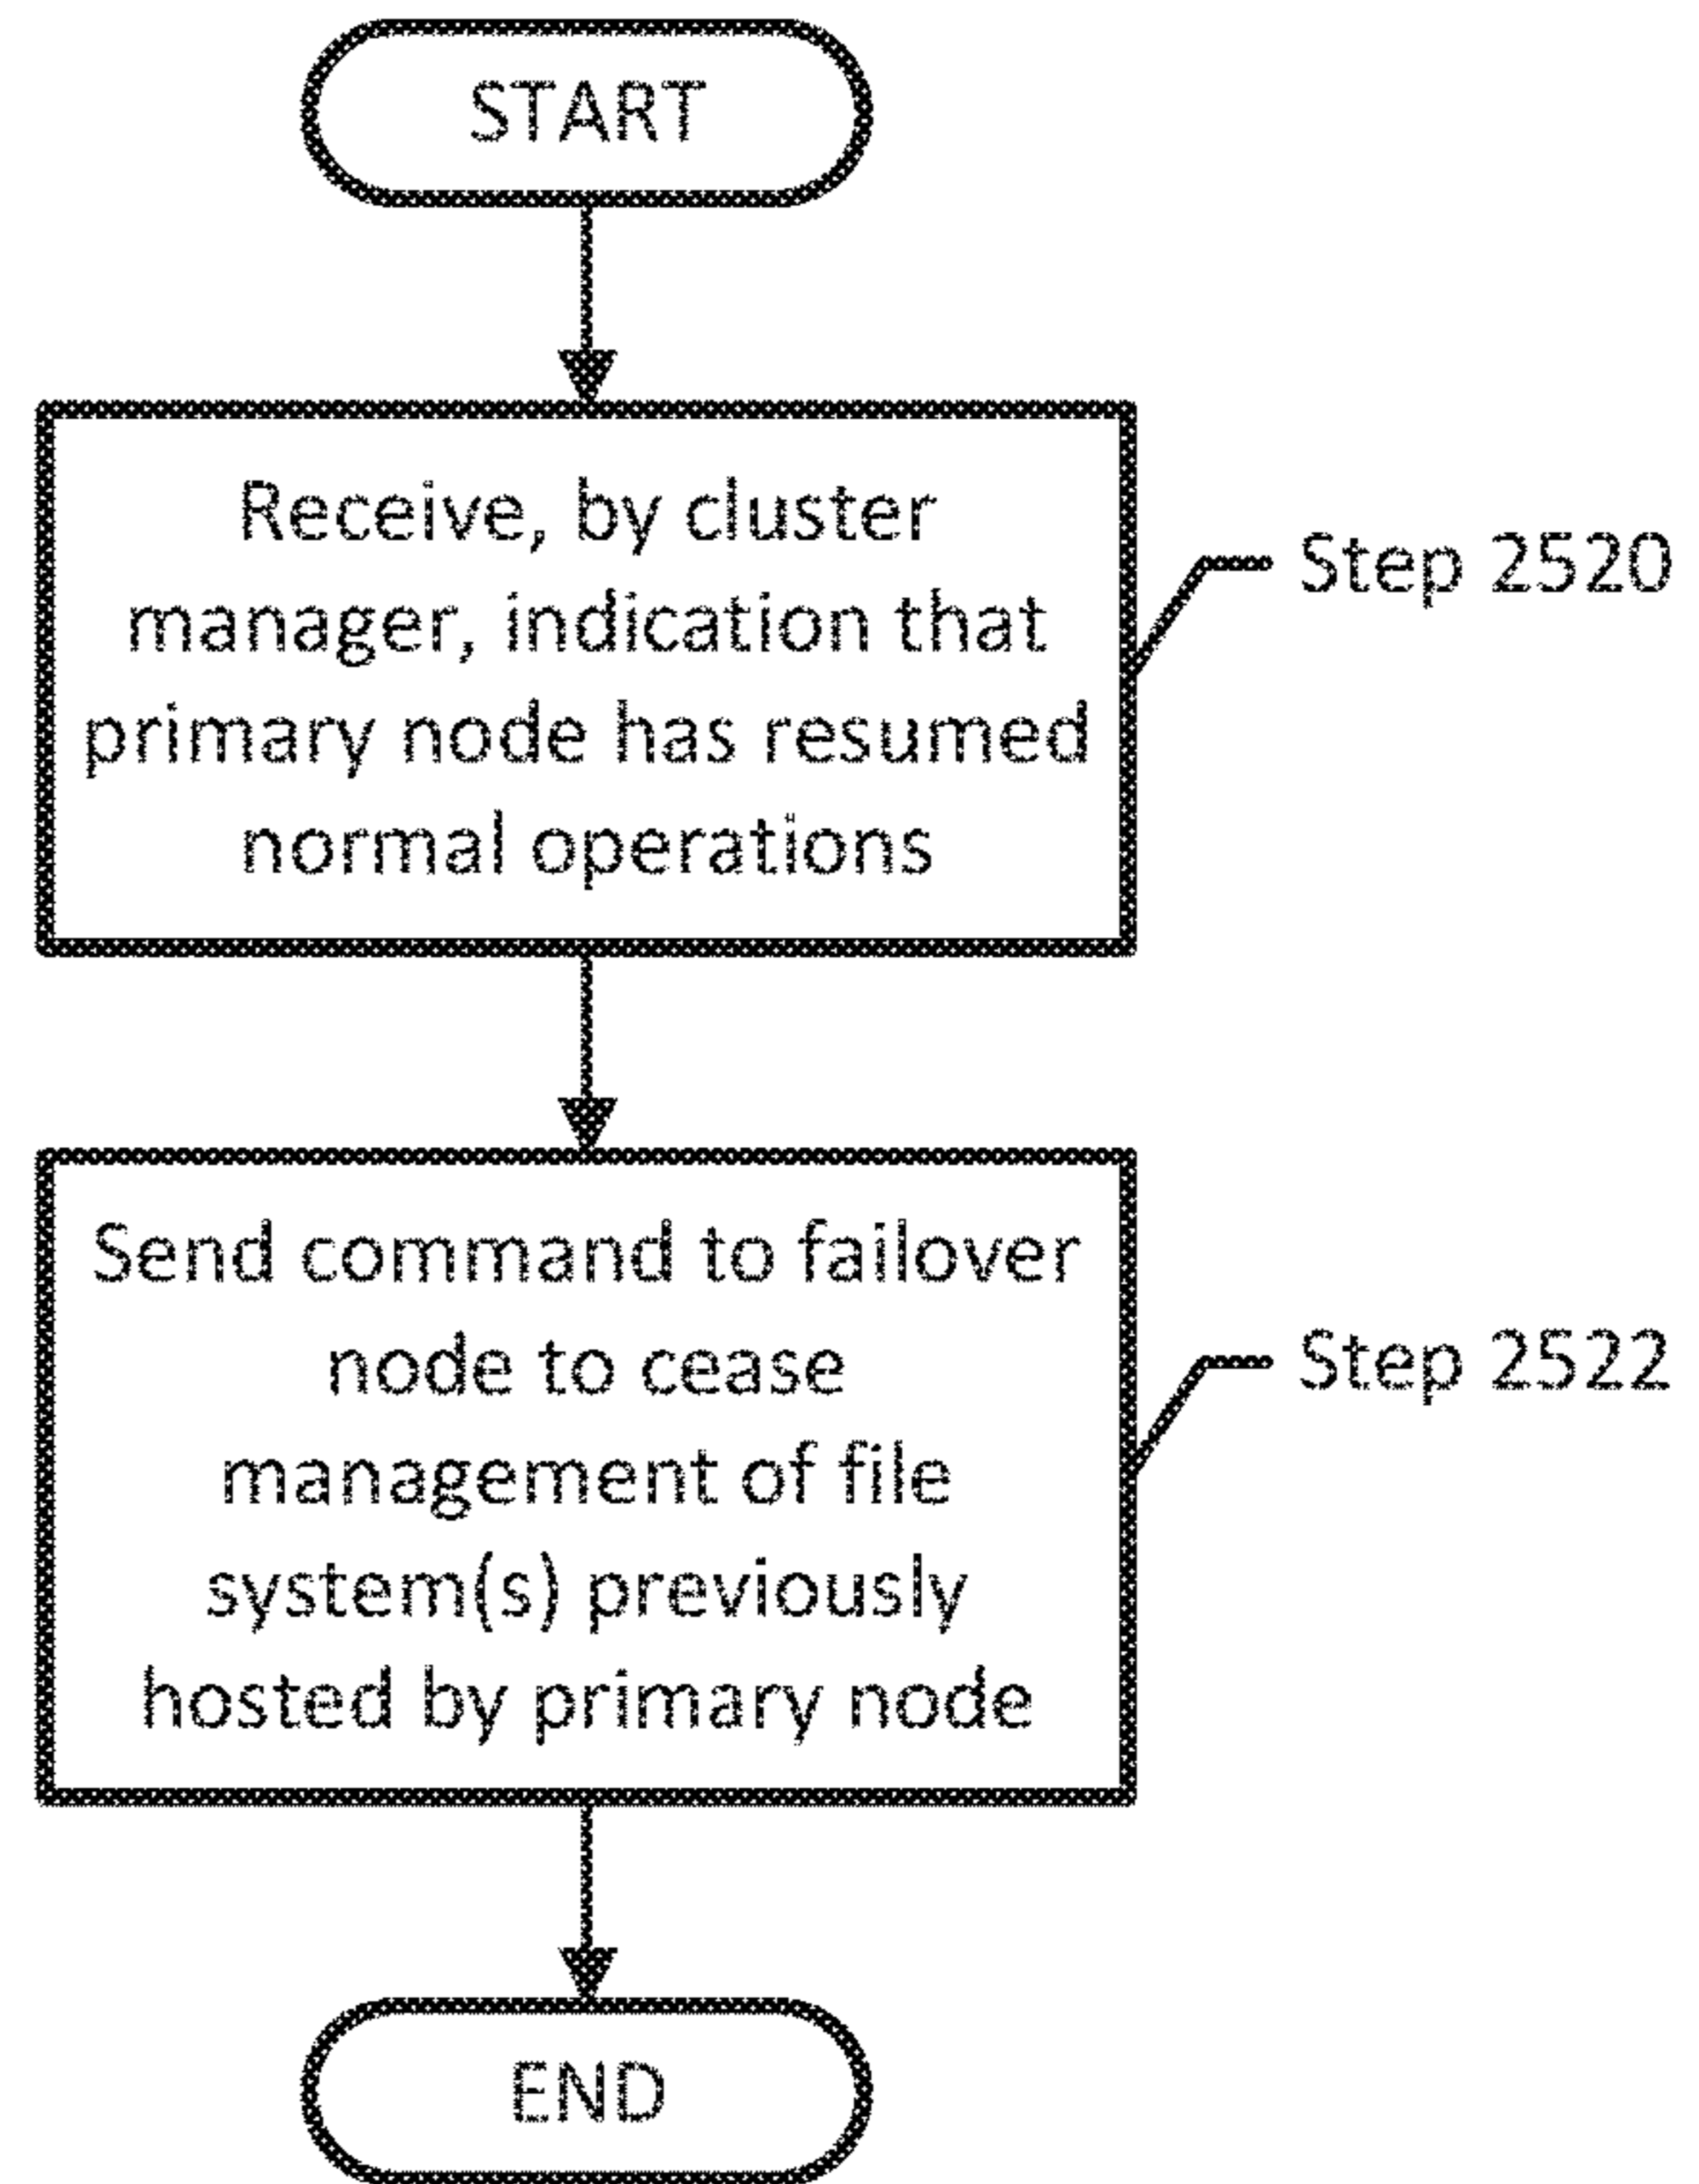 START
Receive, by cluster
manager, indication that
primary node has resumed
normal operations
Step 2520
Send command to failover
node to cease
management of file
system(s) previously
hosted by primary node
Step 2522
END